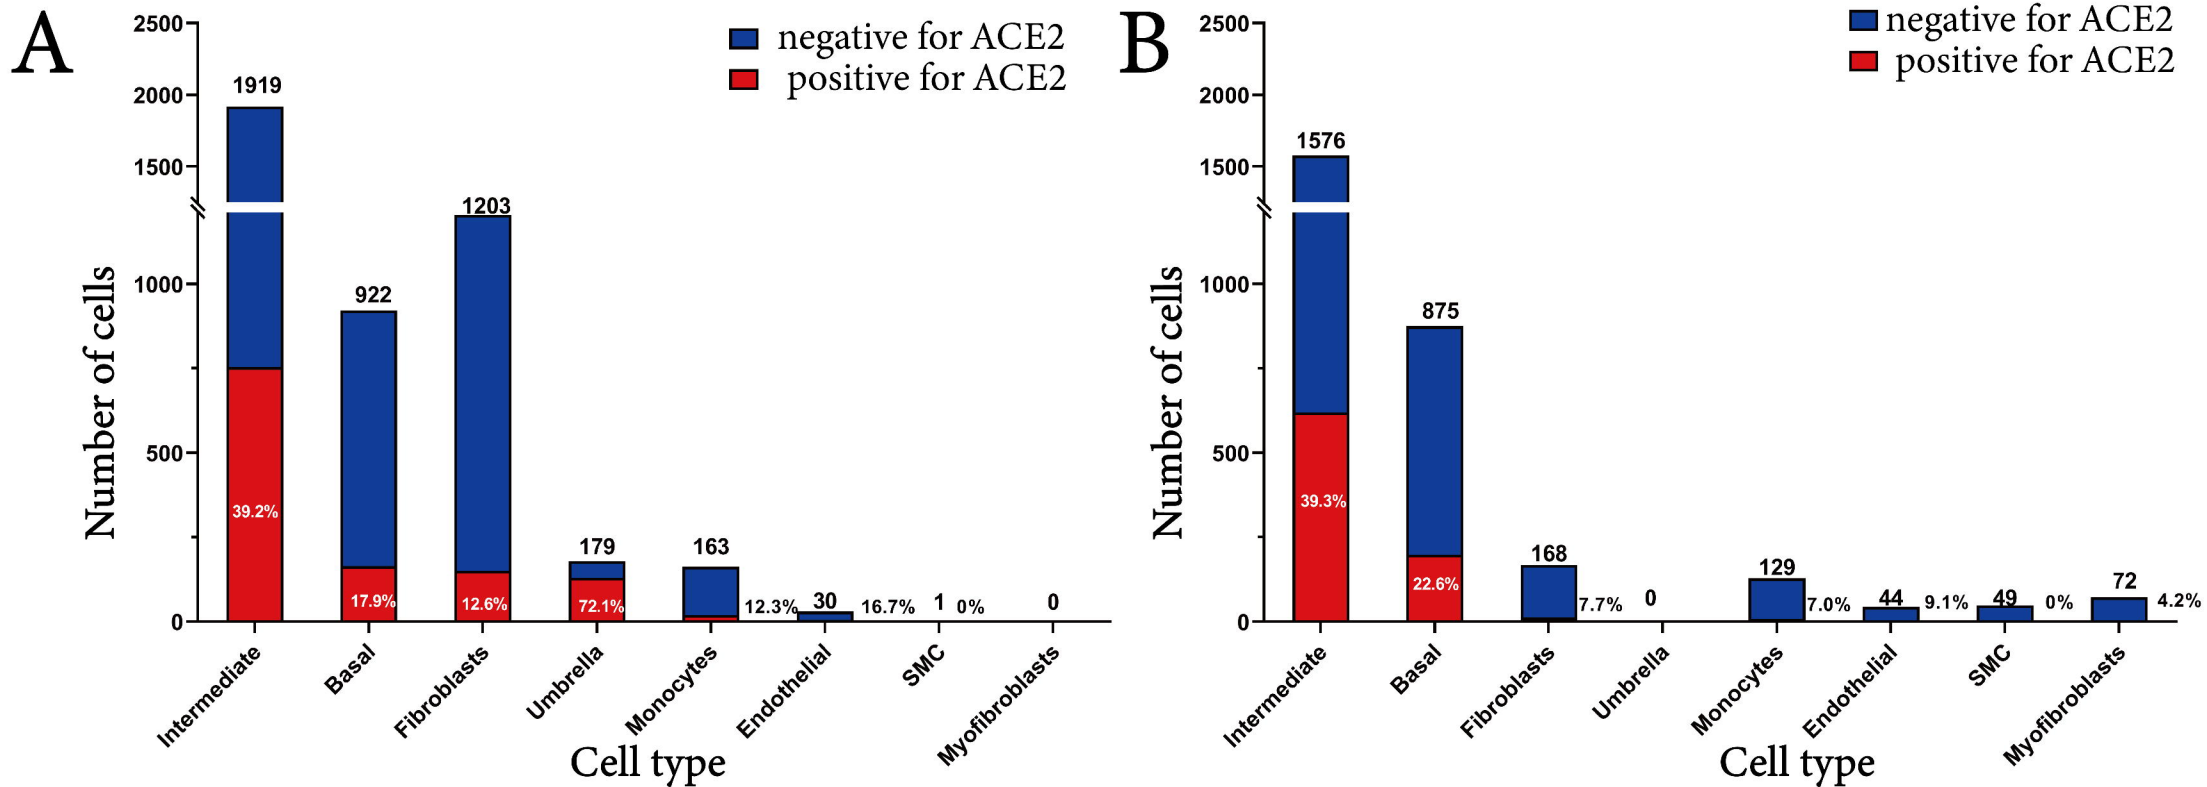 A
negative for ACE2
positive for ACE2
Number of cells
2500
2000
1500
1000
500
0
1919
922
1203
179
163
30
1
0
39.2%
17.9%
12.6%
72.1%
12.3%
16.7%
0%
Intermediate
Basal
Fibroblasts
Umbrella
Monocytes
Endothelial
SMC
Myofibroblasts
Cell type
B
negative for ACE2
positive for ACE2
Number of cells
2500
2000
1500
1000
500
0
1576
875
168
0
129
44
49
72
39.3%
22.6%
7.7%
7.0%
9.1%
0%
4.2%
Intermediate
Basal
Fibroblasts
Umbrella
Monocytes
Endothelial
SMC
Myofibroblasts
Cell type